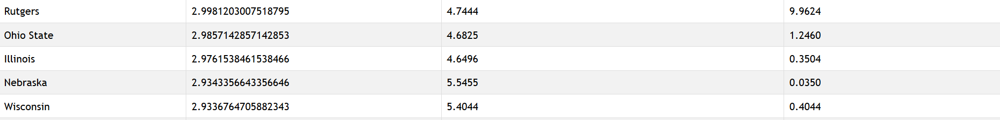 Rutgers 2.9981203007518795 4.7444 9.9624
Ohio State 2.9857142857142853 4.6825 1.2460
Illinois 2.9761538461538466 4.6496 0.3504
Nebraska 2.9343356643356646 5.5455 0.0350
Wisconsin 2.9336764705882343 5.4044 0.4044